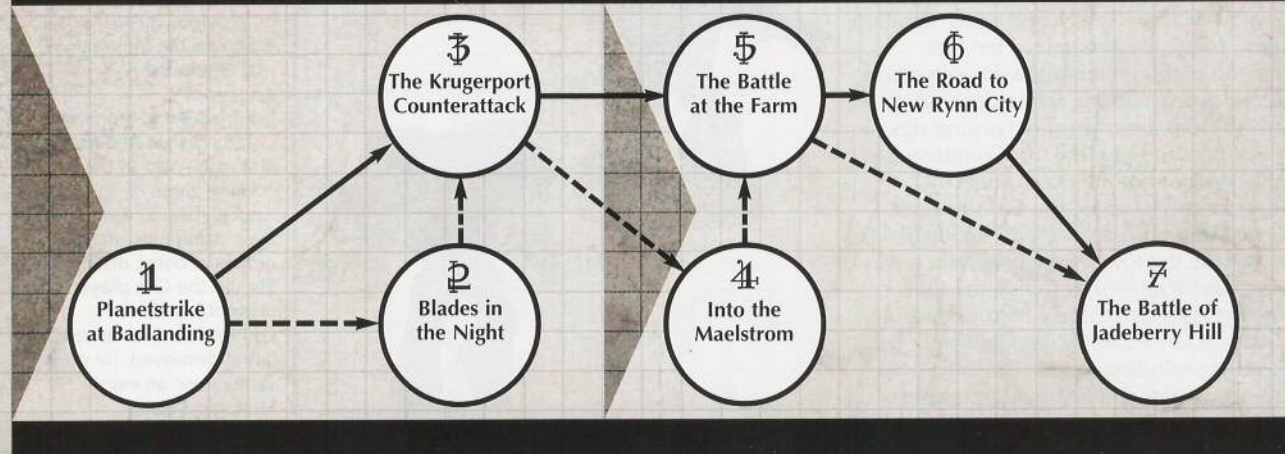 1
Planetstrike
at Badlanding
2
Blades in
the Night
3
The Krugerport
Counterattack
4
Into the
Maelstrom
5
The Battle
at the Farm
6
The Road to
New Rynn City
7
The Battle of
Jadeberry Hill